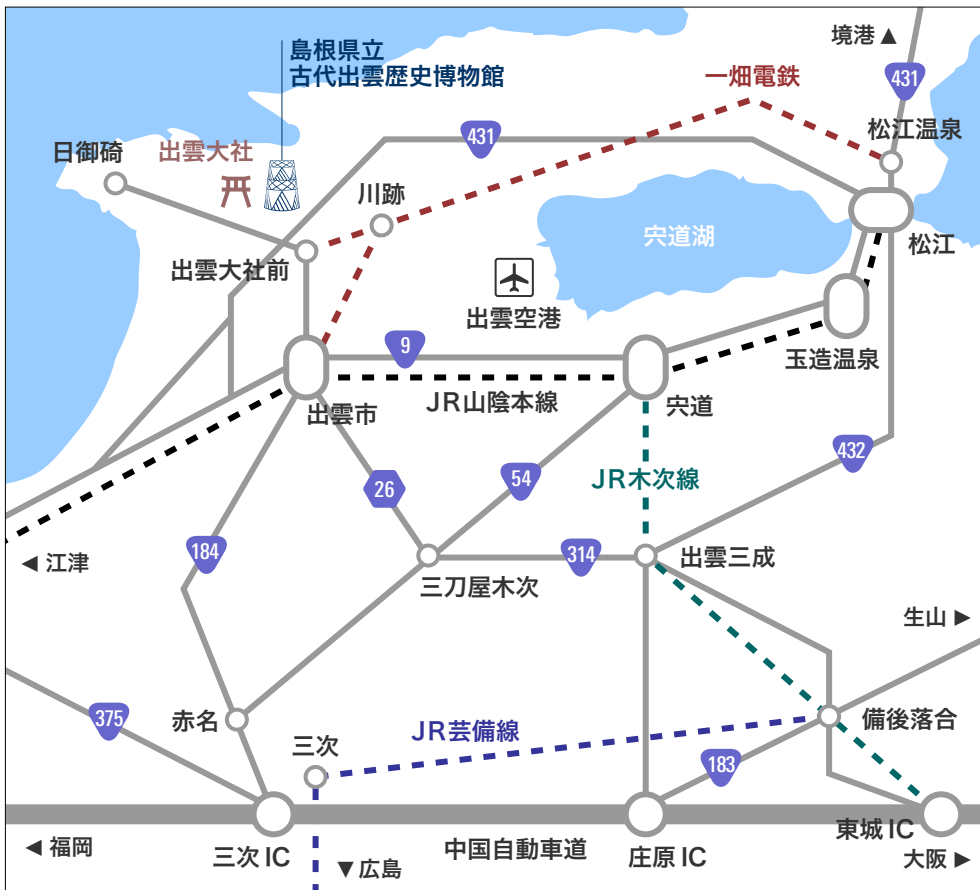 境港 ▲
島根県立
古代出雲歴史博物館
一畑電鉄
431
松江温泉
431
日御碕
出雲大社
川跡
宍道湖
松江
出雲大社前
出雲空港
9
玉造温泉
出雲市
JR山陰本線
宍道
432
54
JR木次線
26
184
◀ 江津
314
出雲三成
三刀屋木次
生山 ▶
375
赤名
三次
JR芸備線
備後落合
183
◀ 福岡
三次 IC
▼広島
中国自動車道
庄原 IC
東城 IC
大阪 ▶